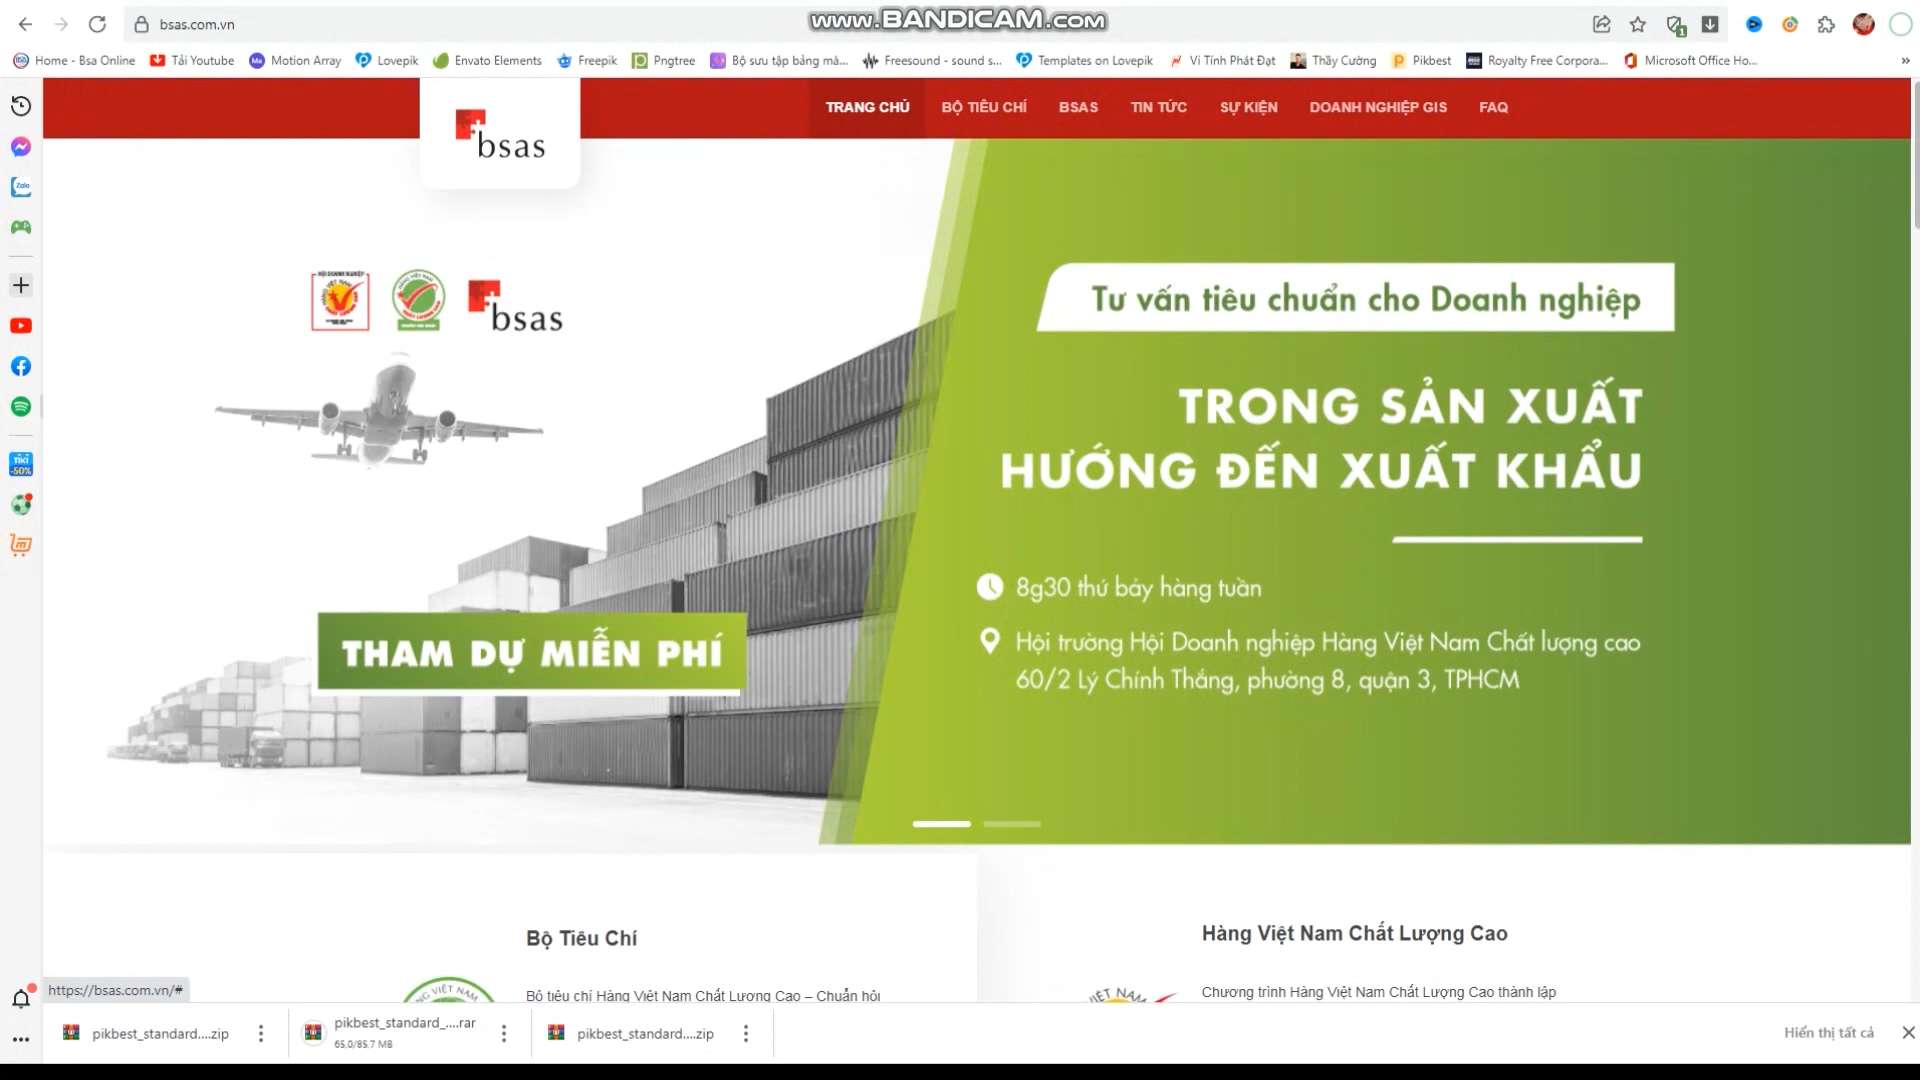 bsas.com.vn
www.BANDICAM.com
Home - Bsa Online
Tải Youtube
Motion Array
Lovepik
Envato Elements
Freepik
Pngtree
Bộ sưu tập bảng mà...
Freesound - sound s...
Templates on Lovepik
Vi Tính Phát Đạt
Thầy Cường
Pikbest
Royalty Free Corpora...
Microsoft Office Ho...
»
bsas
TRANG CHỦ
BỘ TIÊU CHÍ
BSAS
TIN TỨC
SỰ KIỆN
DOANH NGHIỆP GIS
FAQ
Zalo
TIKI
-50%
bsas
Tư vấn tiêu chuẩn cho Doanh nghiệp
TRONG SẢN XUẤT
HƯỚNG ĐẾN XUẤT KHẨU
8g30 thứ bảy hàng tuần
Hội trường Hội Doanh nghiệp Hàng Việt Nam Chất lượng cao
60/2 Lý Chính Thắng, phường 8, quận 3, TPHCM
THAM DỰ MIỄN PHÍ
Bộ Tiêu Chí
Bộ tiêu chí Hàng Việt Nam Chất Lượng Cao – Chuẩn hội
Hàng Việt Nam Chất Lượng Cao
Chương trình Hàng Việt Nam Chất Lượng Cao thành lập
https://bsas.com.vn/#
pikbest_standard....zip
pikbest_standard_....rar
65,0/85,7 MB
pikbest_standard....zip
Hiển thị tất cả